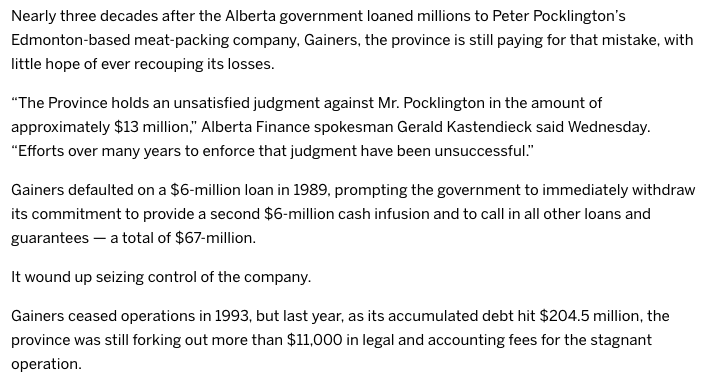 Nearly three decades after the Alberta government loaned millions to Peter Pocklington’s
Edmonton-based meat-packing company, Gainers, the province is still paying for that mistake, with
little hope of ever recouping its losses.
“The Province holds an unsatisfied judgment against Mr. Pocklington in the amount of
approximately $13 million,” Alberta Finance spokesman Gerald Kastendieck said Wednesday.
“Efforts over many years to enforce that judgment have been unsuccessful.”
Gainers defaulted on a $6-million loan in 1989, prompting the government to immediately withdraw
its commitment to provide a second $6-million cash infusion and to call in all other loans and
guarantees — a total of $67-million.
It wound up seizing control of the company.
Gainers ceased operations in 1993, but last year, as its accumulated debt hit $204.5 million, the
province was still forking out more than $11,000 in legal and accounting fees for the stagnant
operation.